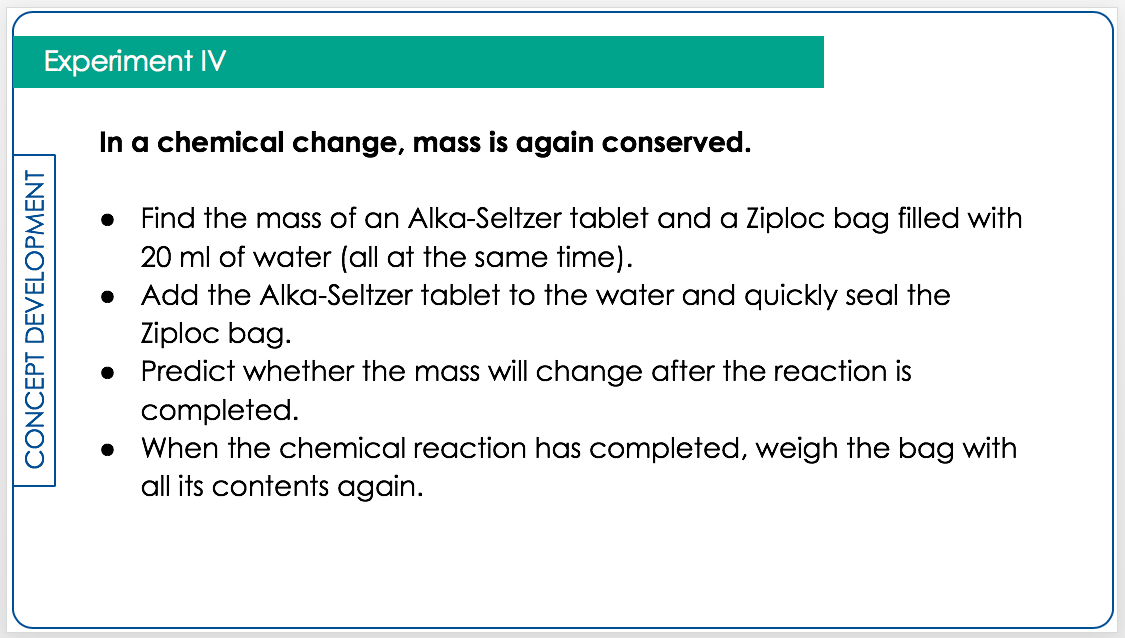 Experiment IV
In a chemical change, mass is again conserved.
CONCEPT DEVELOPMENT
● Find the mass of an Alka-Seltzer tablet and a Ziploc bag filled with
20 ml of water (all at the same time).
● Add the Alka-Seltzer tablet to the water and quickly seal the
Ziploc bag.
● Predict whether the mass will change after the reaction is
completed.
● When the chemical reaction has completed, weigh the bag with
all its contents again.